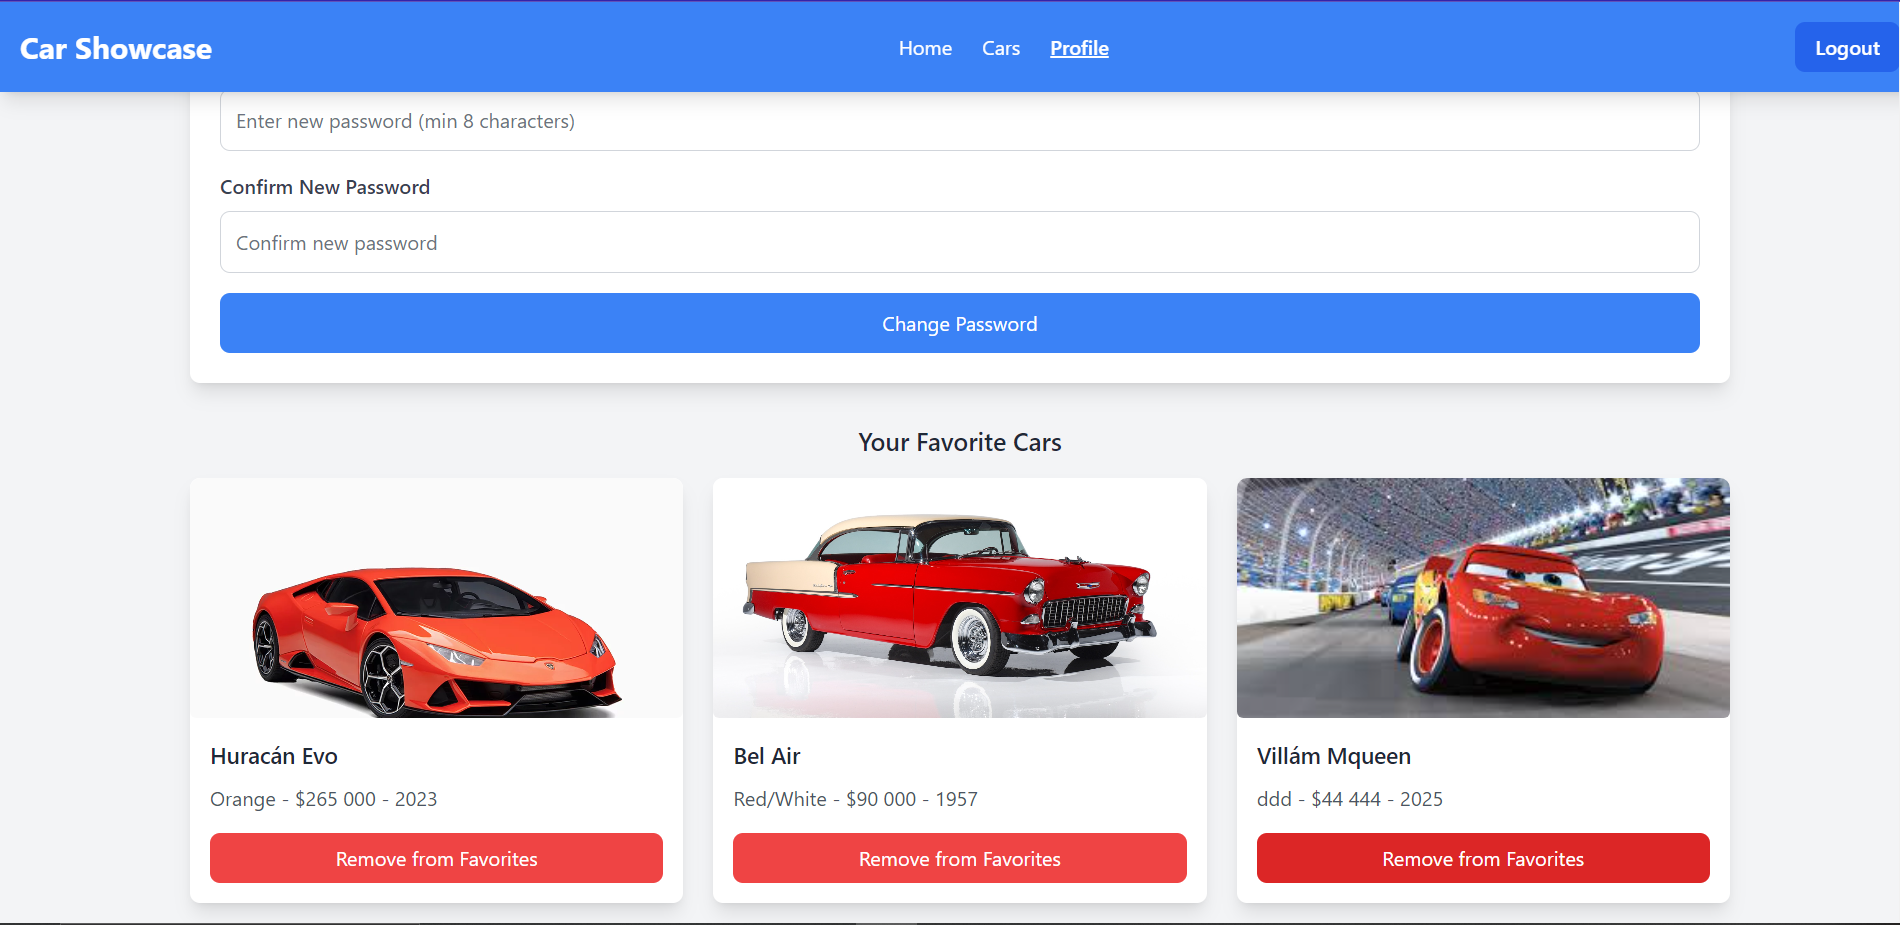 Car Showcase
Home Cars Profile
Logout
Enter new password (min 8 characters)
Confirm New Password
Confirm new password
Change Password
Your Favorite Cars
Huracán Evo
Orange - $265 000 - 2023
Remove from Favorites
Bel Air
Red/White - $90 000 - 1957
Remove from Favorites
Villám Mqueen
ddd - $44 444 - 2025
Remove from Favorites